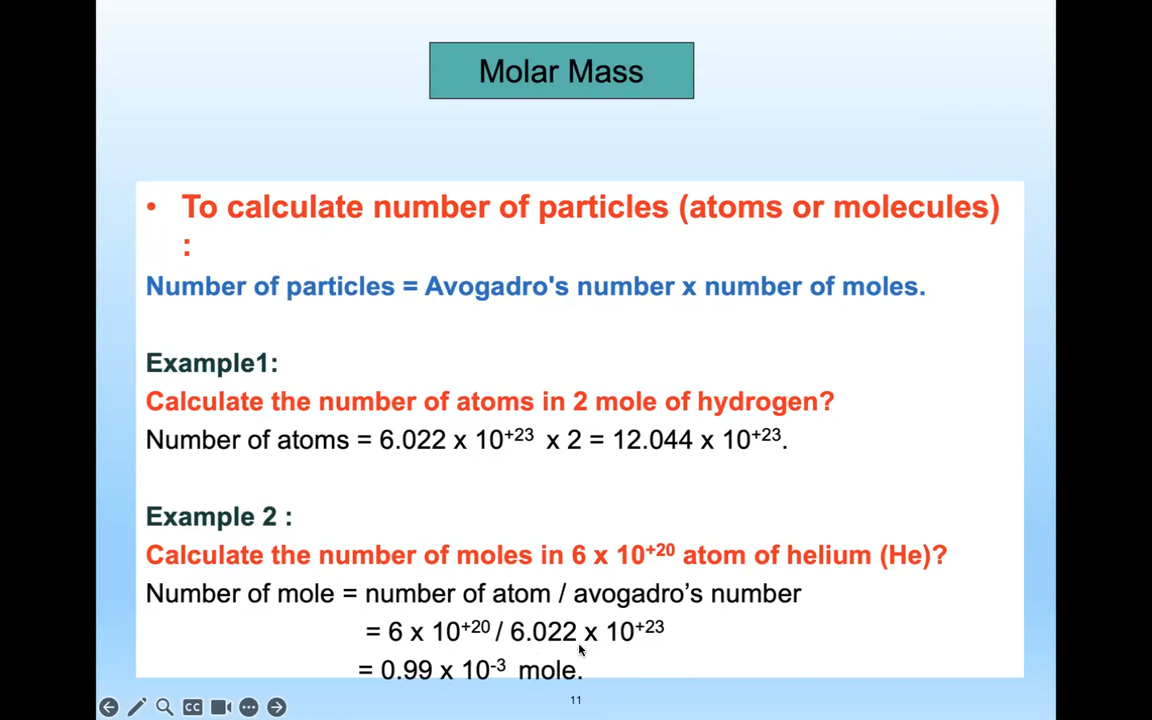 Molar Mass
• To calculate number of particles (atoms or molecules)
:
Number of particles = Avogadro's number x number of moles.
Example1:
Calculate the number of atoms in 2 mole of hydrogen?
Number of atoms = 6.022 x 10⁺²³ x 2 = 12.044 x 10⁺²³.
Example 2 :
Calculate the number of moles in 6 x 10⁺²⁰ atom of helium (He)?
Number of mole = number of atom / avogadro’s number
= 6 x 10⁺²⁰ / 6.022 x 10⁺²³
= 0.99 x 10⁻³ mole.
11
CC